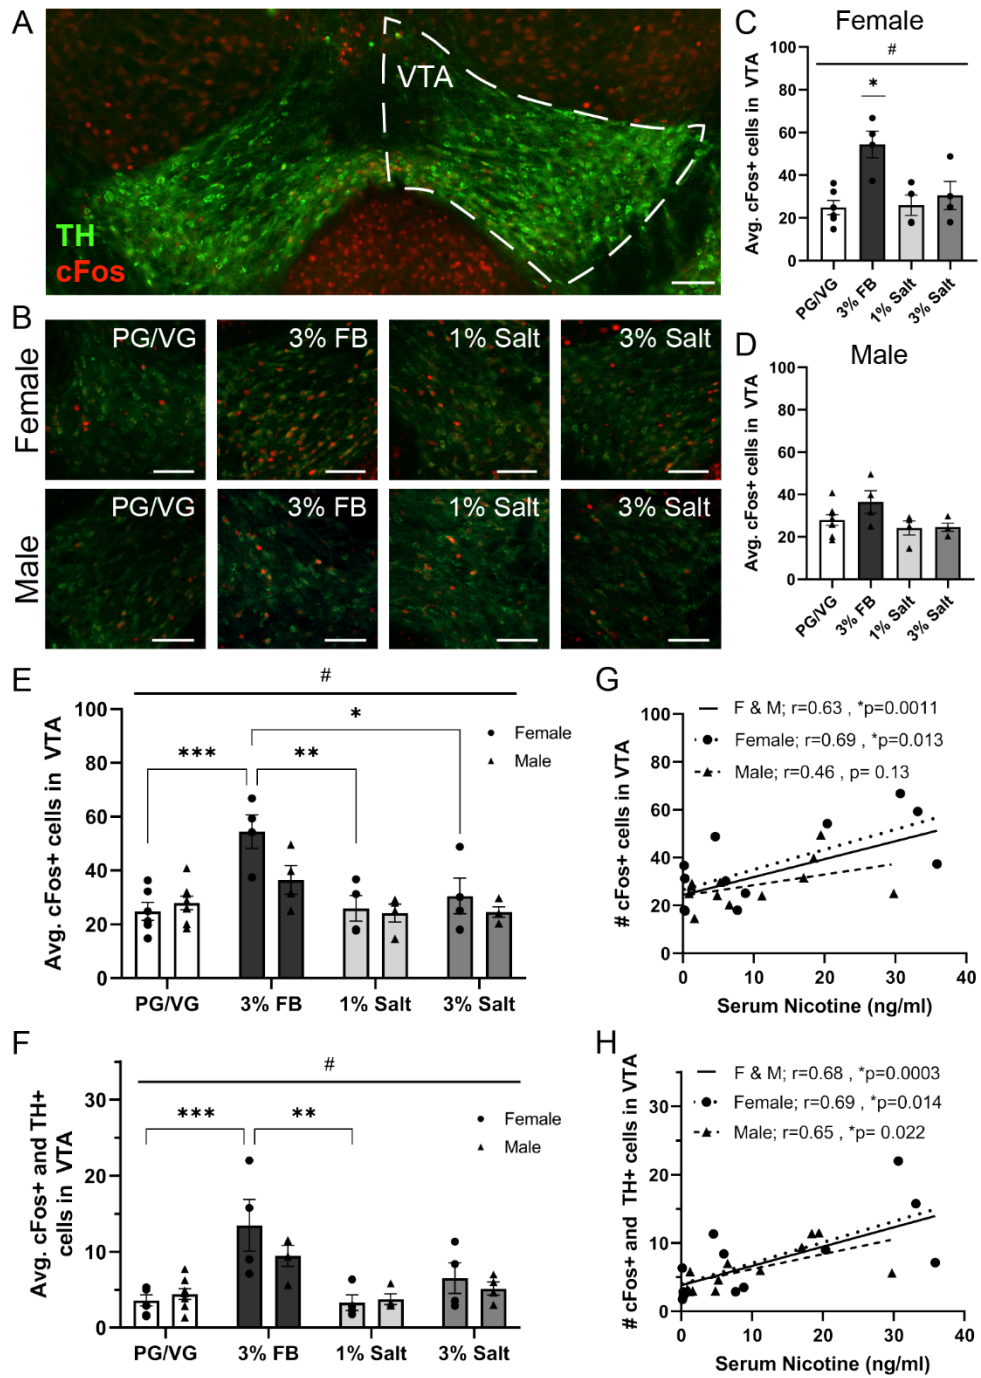 A
VTA
TH
cFos
B
Female
PG/VG
3% FB
1% Salt
3% Salt
Male
PG/VG
3% FB
1% Salt
3% Salt
C
Female
#
*
Avg. cFos+ cells in VTA
100
80
60
40
20
0
PG/VG
3% FB
1% Salt
3% Salt
D
Male
Avg. cFos+ cells in VTA
100
80
60
40
20
0
PG/VG
3% FB
1% Salt
3% Salt
E
#
*
*** **
Female
Male
Avg. cFos+ cells in VTA
100
80
60
40
20
0
PG/VG 3% FB 1% Salt 3% Salt
F
#
*** **
Female
Male
Avg. cFos+ and TH+
cells in VTA
30
20
10
0
PG/VG 3% FB 1% Salt 3% Salt
G
F & M; r=0.63 , *p=0.0011
Female; r=0.69 , *p=0.013
Male; r=0.46 , p= 0.13
# cFos+ cells in VTA
100
80
60
40
20
0
0 10 20 30 40
Serum Nicotine (ng/ml)
H
F & M; r=0.68 , *p=0.0003
Female; r=0.69 , *p=0.014
Male; r=0.65 , *p= 0.022
# cFos+ and TH+ cells in VTA
30
20
10
0
0 10 20 30 40
Serum Nicotine (ng/ml)